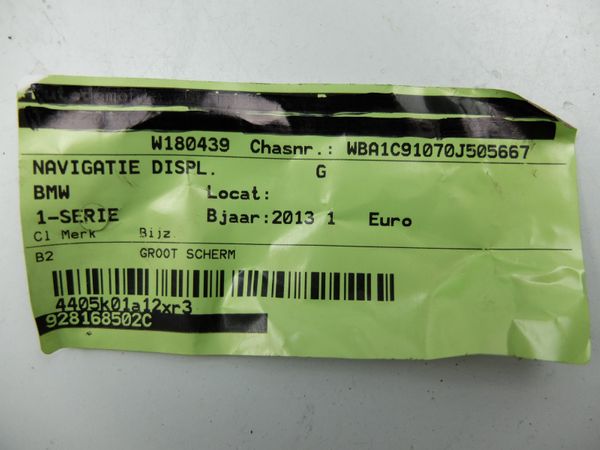 W180439 Chasnr.: WBA1C91070J505667
NAVIGATIE DISPL. G
BMW Locat:
1-SERIE Bjaar:2013 1 Euro
Cl Merk Bijz.
B2 GROOT SCHERM
4405k01a12xr3
928168502C